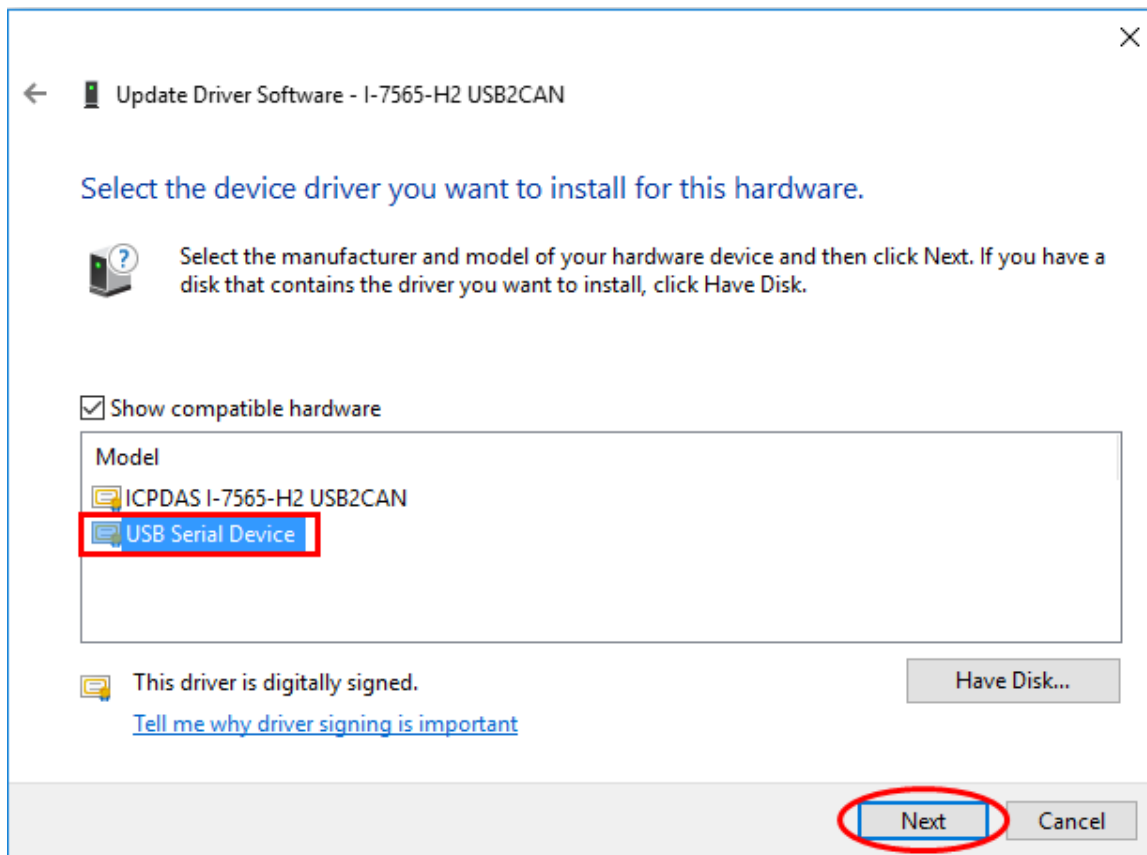 Update Driver Software - I-7565-H2 USB2CAN
Select the device driver you want to install for this hardware.
Select the manufacturer and model of your hardware device and then click Next. If you have a
disk that contains the driver you want to install, click Have Disk.
Show compatible hardware
Model
ICPDAS I-7565-H2 USB2CAN
USB Serial Device
This driver is digitally signed.
Have Disk...
Tell me why driver signing is important
Next
Cancel